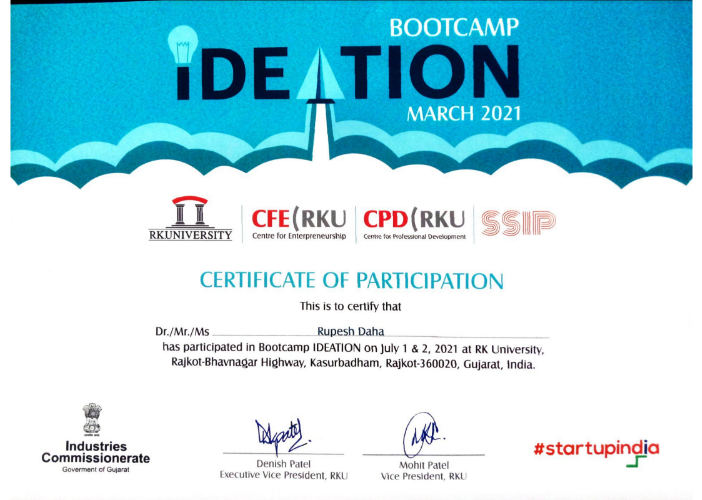 BOOTCAMP
IDEATION
MARCH 2021
RKUNIVERSITY
CFE(RKU
Centre for Enterpreneurship
CPD(RKU
Centre for Professional Development
SSIP
CERTIFICATE OF PARTICIPATION
This is to certify that
Dr./Mr./Ms Rupesh Daha
has participated in Bootcamp IDEATION on July 1 & 2, 2021 at RK University,
Rajkot-Bhavnagar Highway, Kasurbadham, Rajkot-360020, Gujarat, India.
Industries
Commissionerate
Goverment of Gujarat
Denish Patel
Executive Vice President, RKU
Mohit Patel
Vice President, RKU
#startupindia